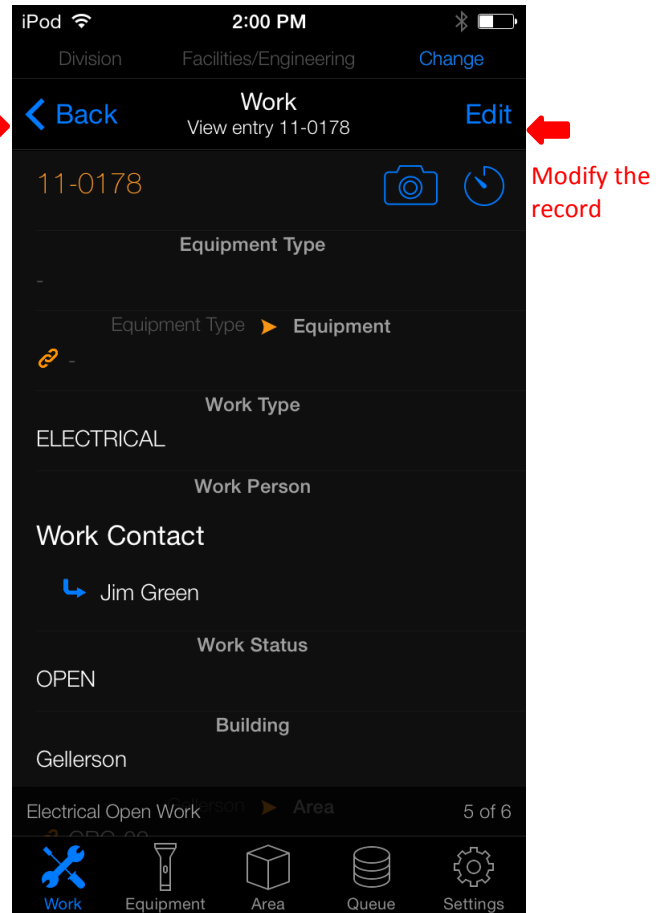 iPod 2:00 PM
Division Facilities/Engineering Change
Back Work Edit
View entry 11-0178
11-0178
Modify the
record
Equipment Type
-
Equipment Type Equipment
-
Work Type
ELECTRICAL
Work Person
Work Contact
Jim Green
Work Status
OPEN
Building
Gellerson
Gellerson Area
Electrical Open Work 5 of 6
Work Equipment Area Queue Settings